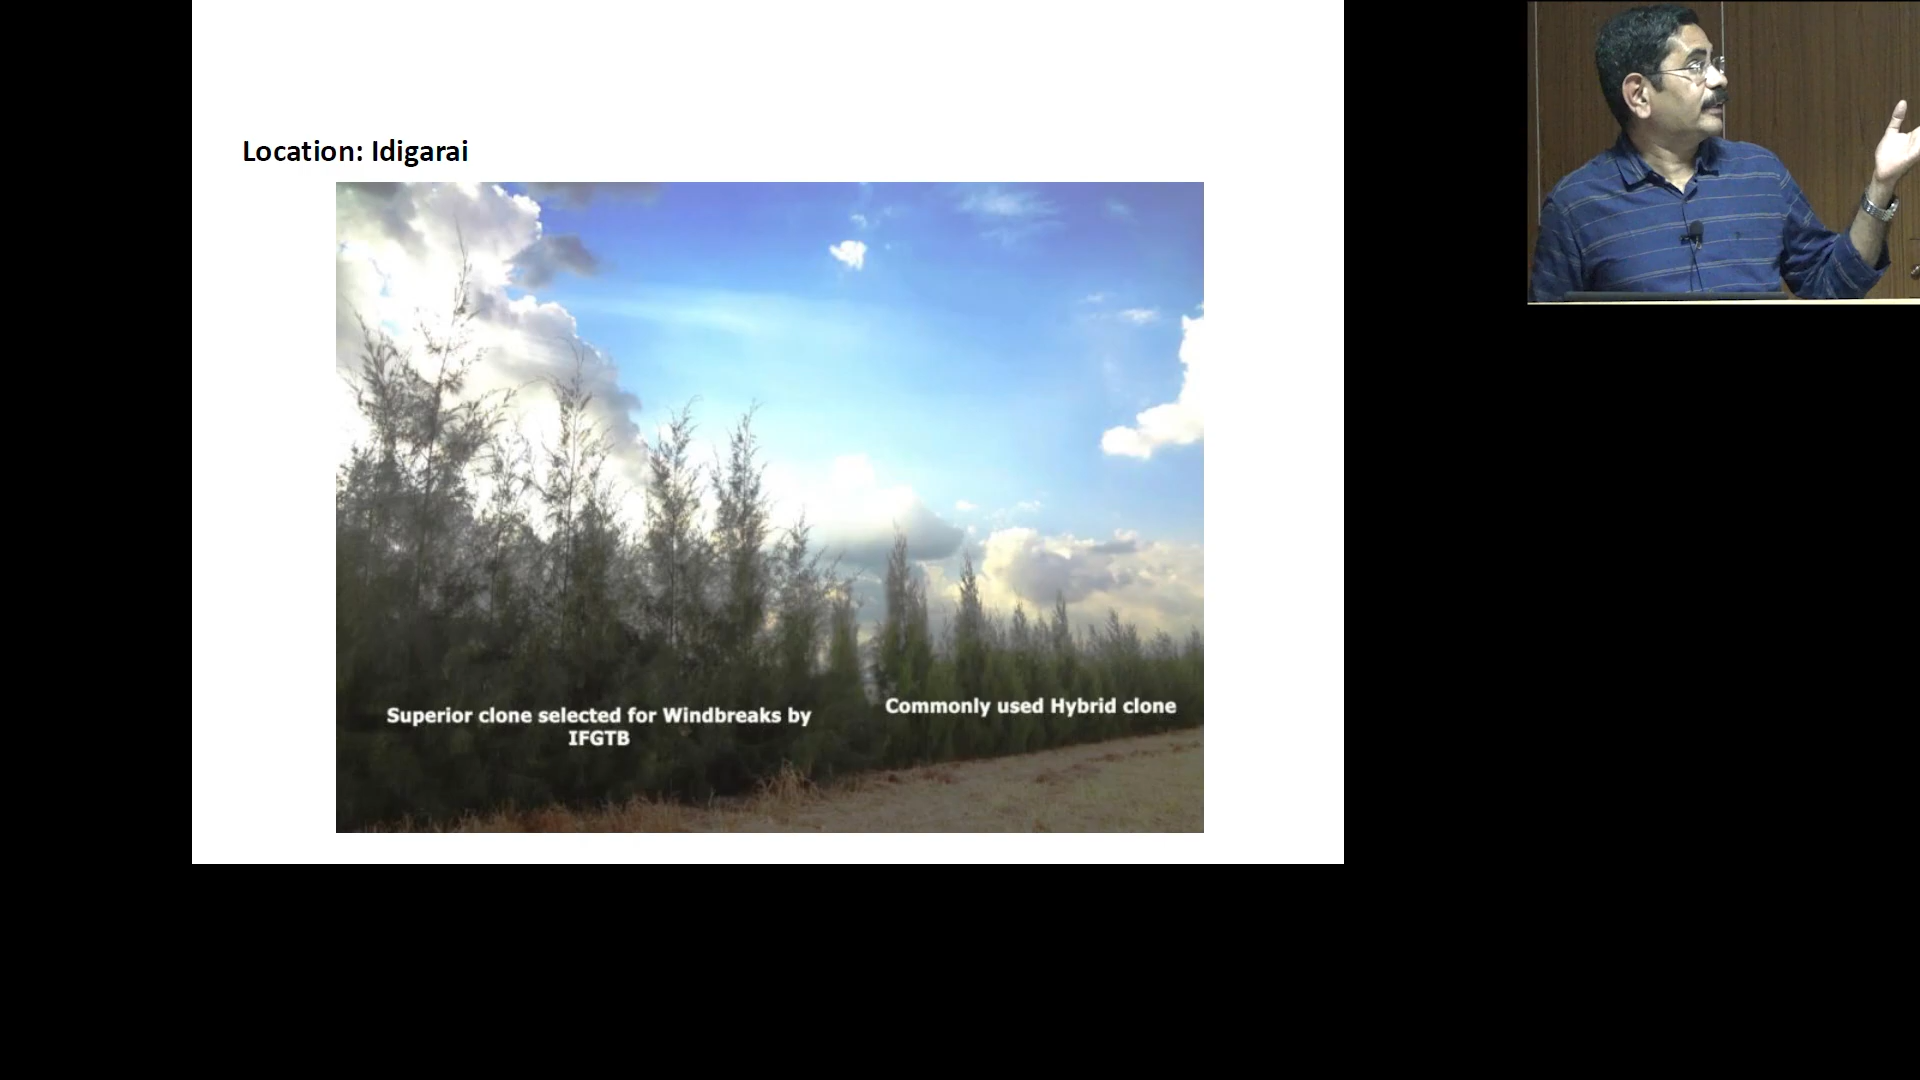 Location: Idigarai
Superior clone selected for Windbreaks by
IFGTB
Commonly used Hybrid clone